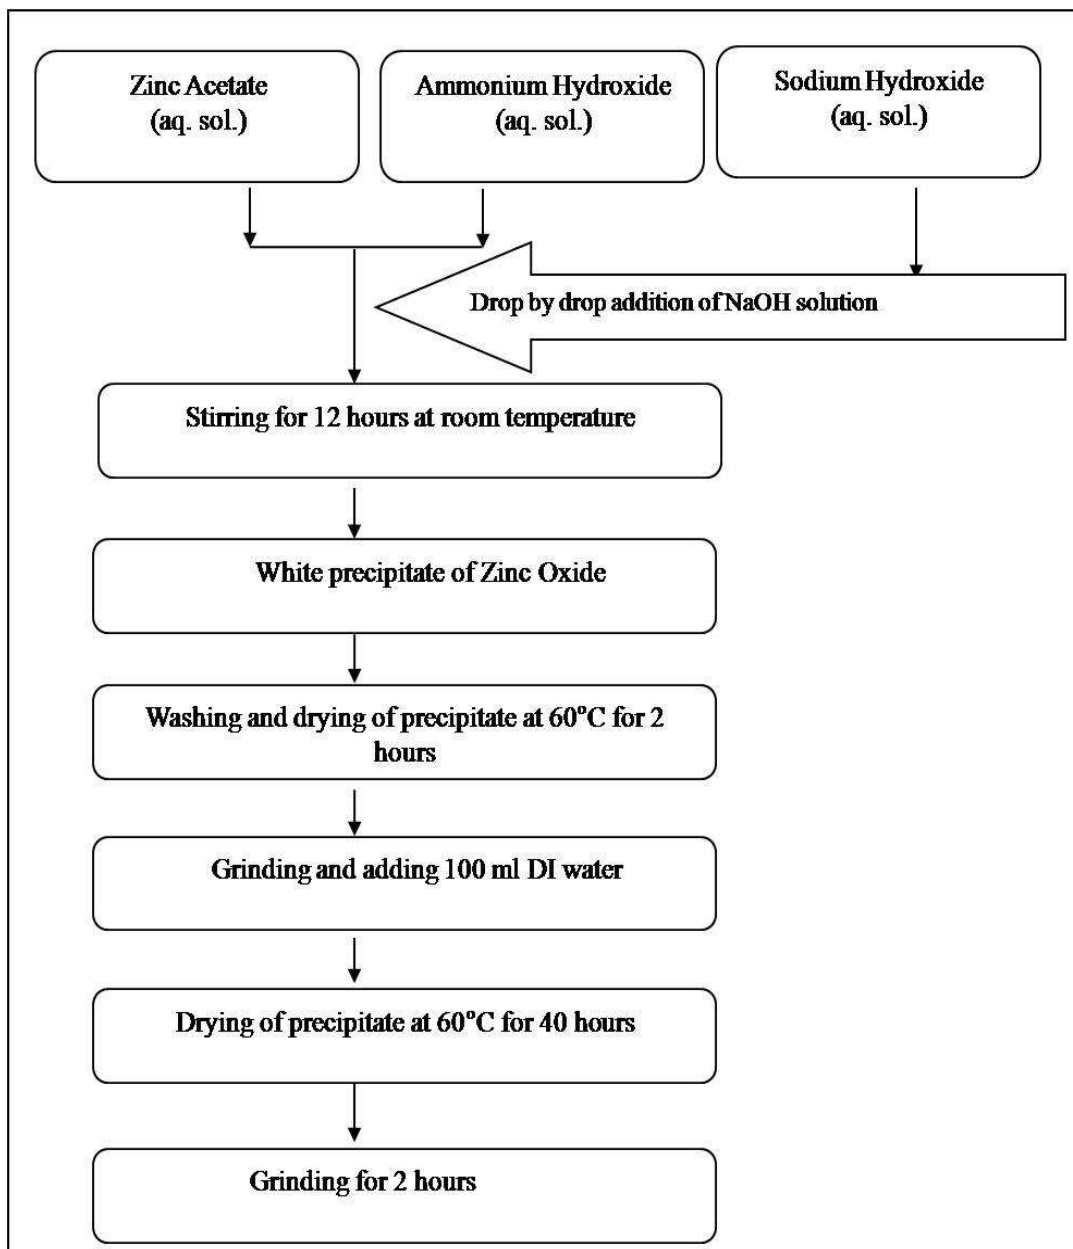 Zinc Acetate
(aq. sol.)
Ammonium Hydroxide
(aq. sol.)
Sodium Hydroxide
(aq. sol.)
Drop by drop addition of NaOH solution
Stirring for 12 hours at room temperature
White precipitate of Zinc Oxide
Washing and drying of precipitate at 60°C for 2
hours
Grinding and adding 100 ml DI water
Drying of precipitate at 60°C for 40 hours
Grinding for 2 hours